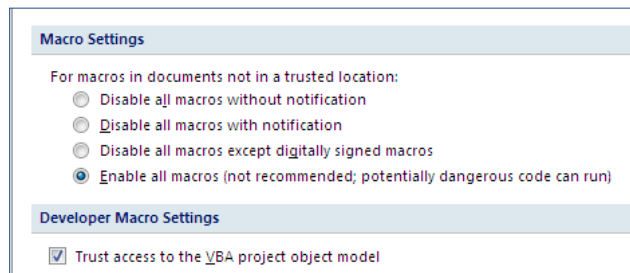 Macro Settings
For macros in documents not in a trusted location:
Disable all macros without notification
Disable all macros with notification
Disable all macros except digitally signed macros
Enable all macros (not recommended; potentially dangerous code can run)
Developer Macro Settings
Trust access to the VBA project object model